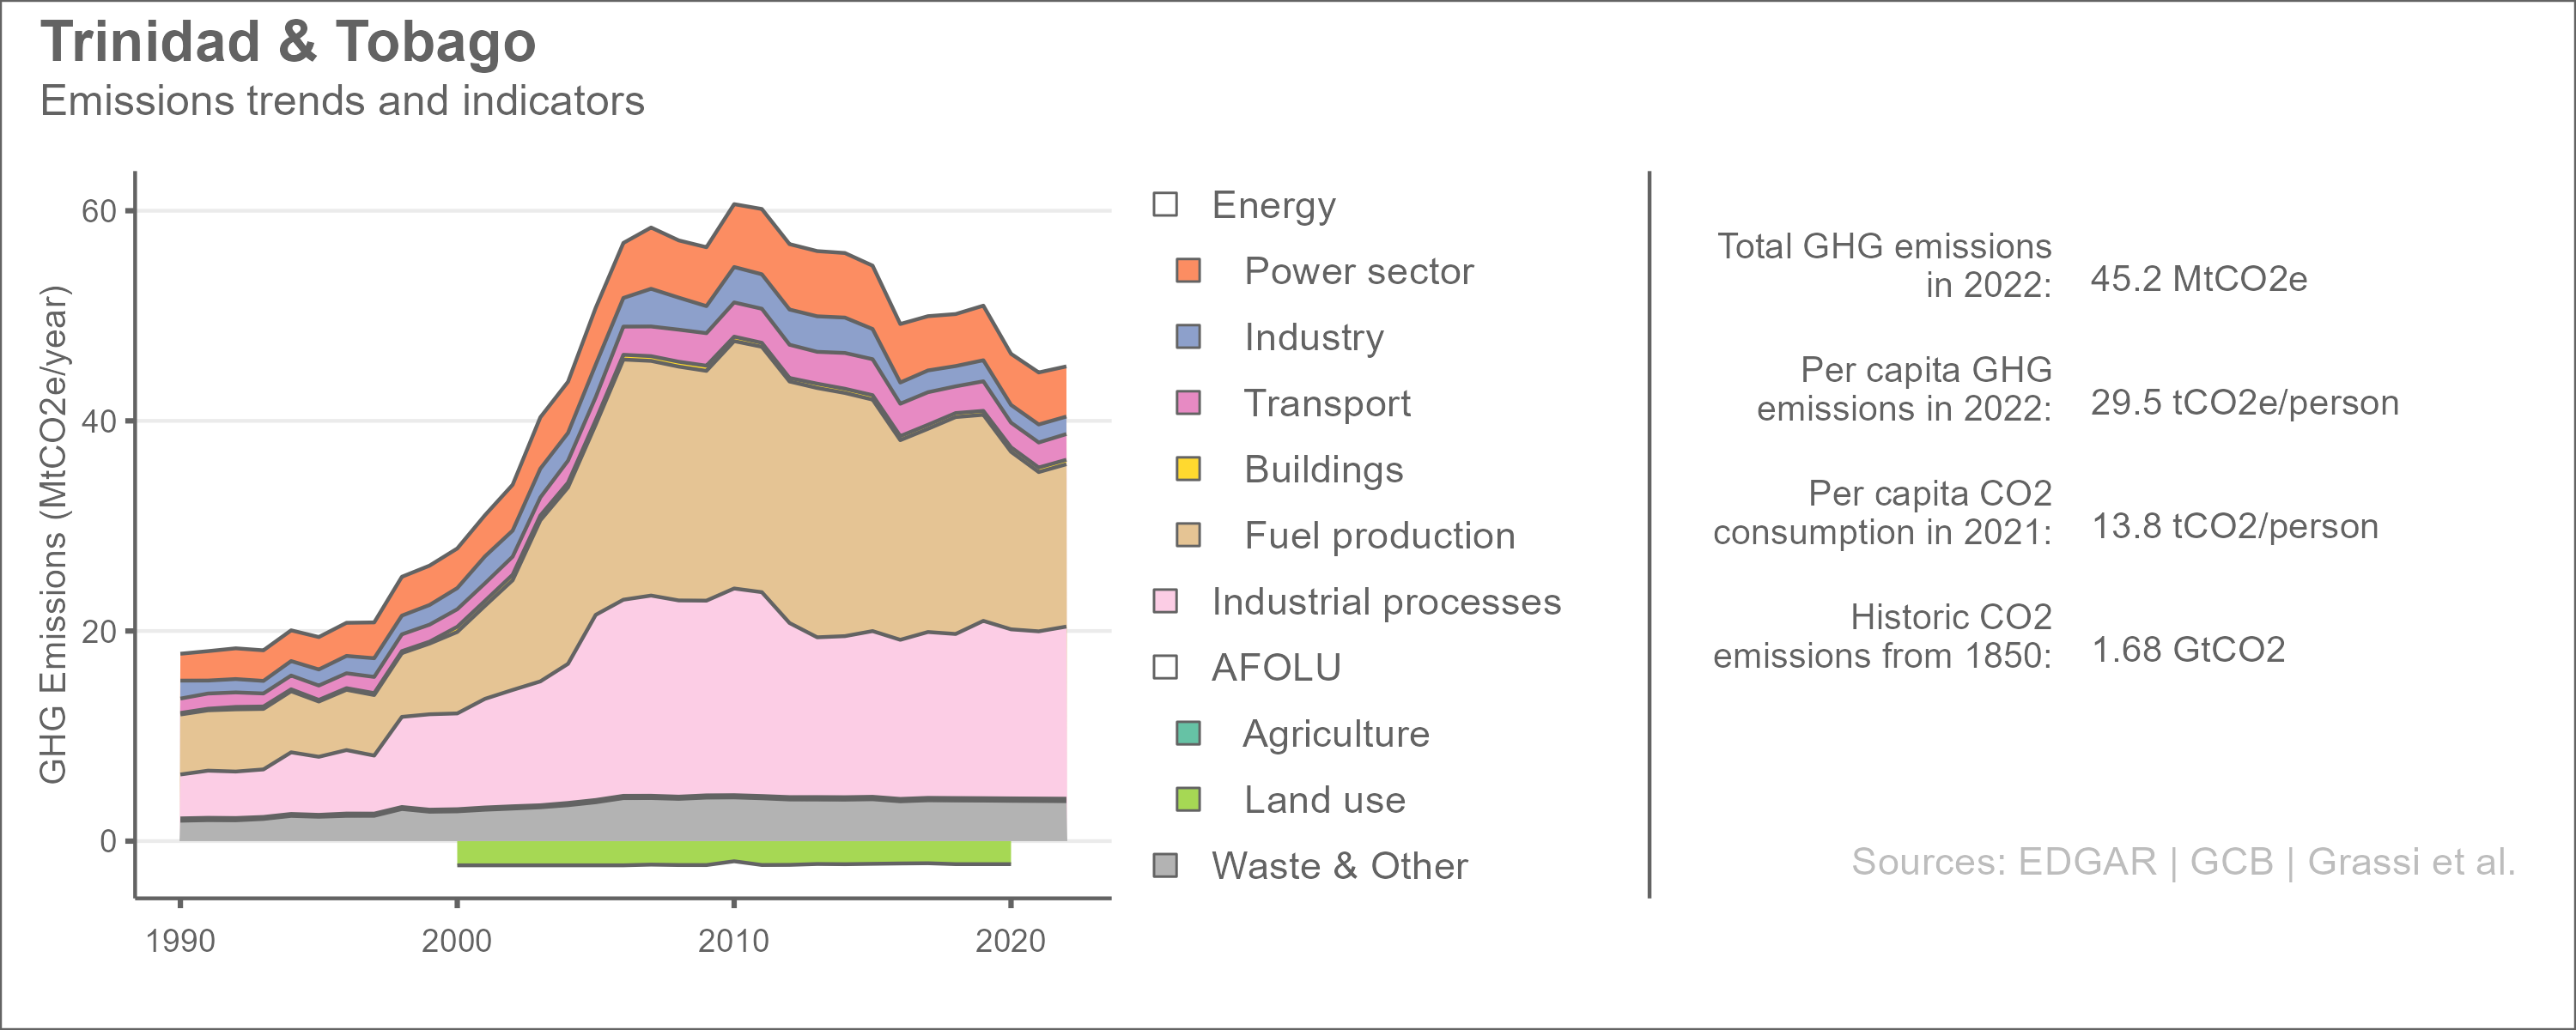 Trinidad & Tobago
Emissions trends and indicators
GHG Emissions (MtCO2e/year)
60
40
20
0
1990
2000
2010
2020
Energy
Power sector
Industry
Transport
Buildings
Fuel production
Industrial processes
AFOLU
Agriculture
Land use
Waste & Other
Total GHG emissions
in 2022:
45.2 MtCO2e
Per capita GHG
emissions in 2022:
29.5 tCO2e/person
Per capita CO2
consumption in 2021:
13.8 tCO2/person
Historic CO2
emissions from 1850:
1.68 GtCO2
Sources: EDGAR | GCB | Grassi et al.